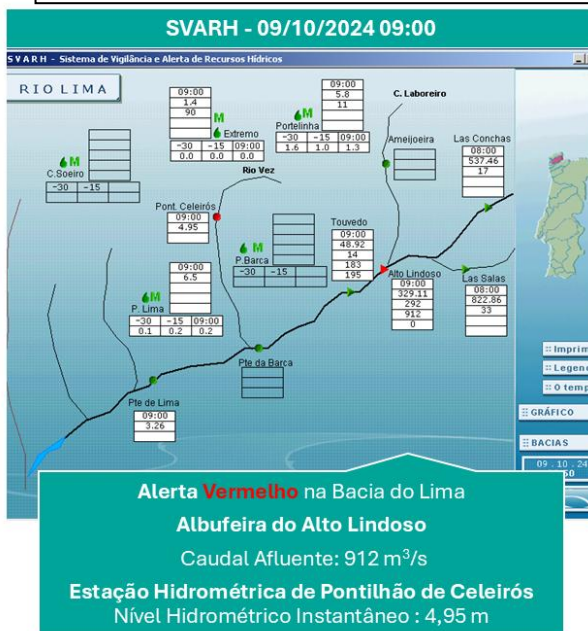 SVARH - 09/10/2024 09:00
SVARH - Sistema de Vigilância e Alerta de Recursos Hídricos
RIO LIMA
09:00
1.4
90
M
Extremo
-30 -15 09:00
0.0 0.0 0.0
09:00
5.8
11
M
Portelinha
-30 -15 09:00
1.6 1.0 1.3
C. Laboreiro
Ameijoeira
Las Conchas
08:00
537.46
17
M
C.Soeiro
-30 -15
Rio Vez
Pont. Celeirós
09:00
4.95
M
P.Barca
-30 -15
Touvedo
09:00
48.92
14
183
195
Alto Lindoso
09:00
329.11
292
912
0
Las Salas
08:00
822.86
33
09:00
6.5
M
P. Lima
-30 -15 09:00
0.1 0.2 0.2
Pte da Barca
Pte de Lima
09:00
3.26
:: Imprim
:: Legend
:: O temp
:: GRÁFICO
:: BACIAS
09 . 10 . 24
Alerta Vermelho na Bacia do Lima
Albufeira do Alto Lindoso
Caudal Afluente: 912 m³/s
Estação Hidrométrica de Pontilhão de Celeirós
Nível Hidrométrico Instantâneo : 4,95 m